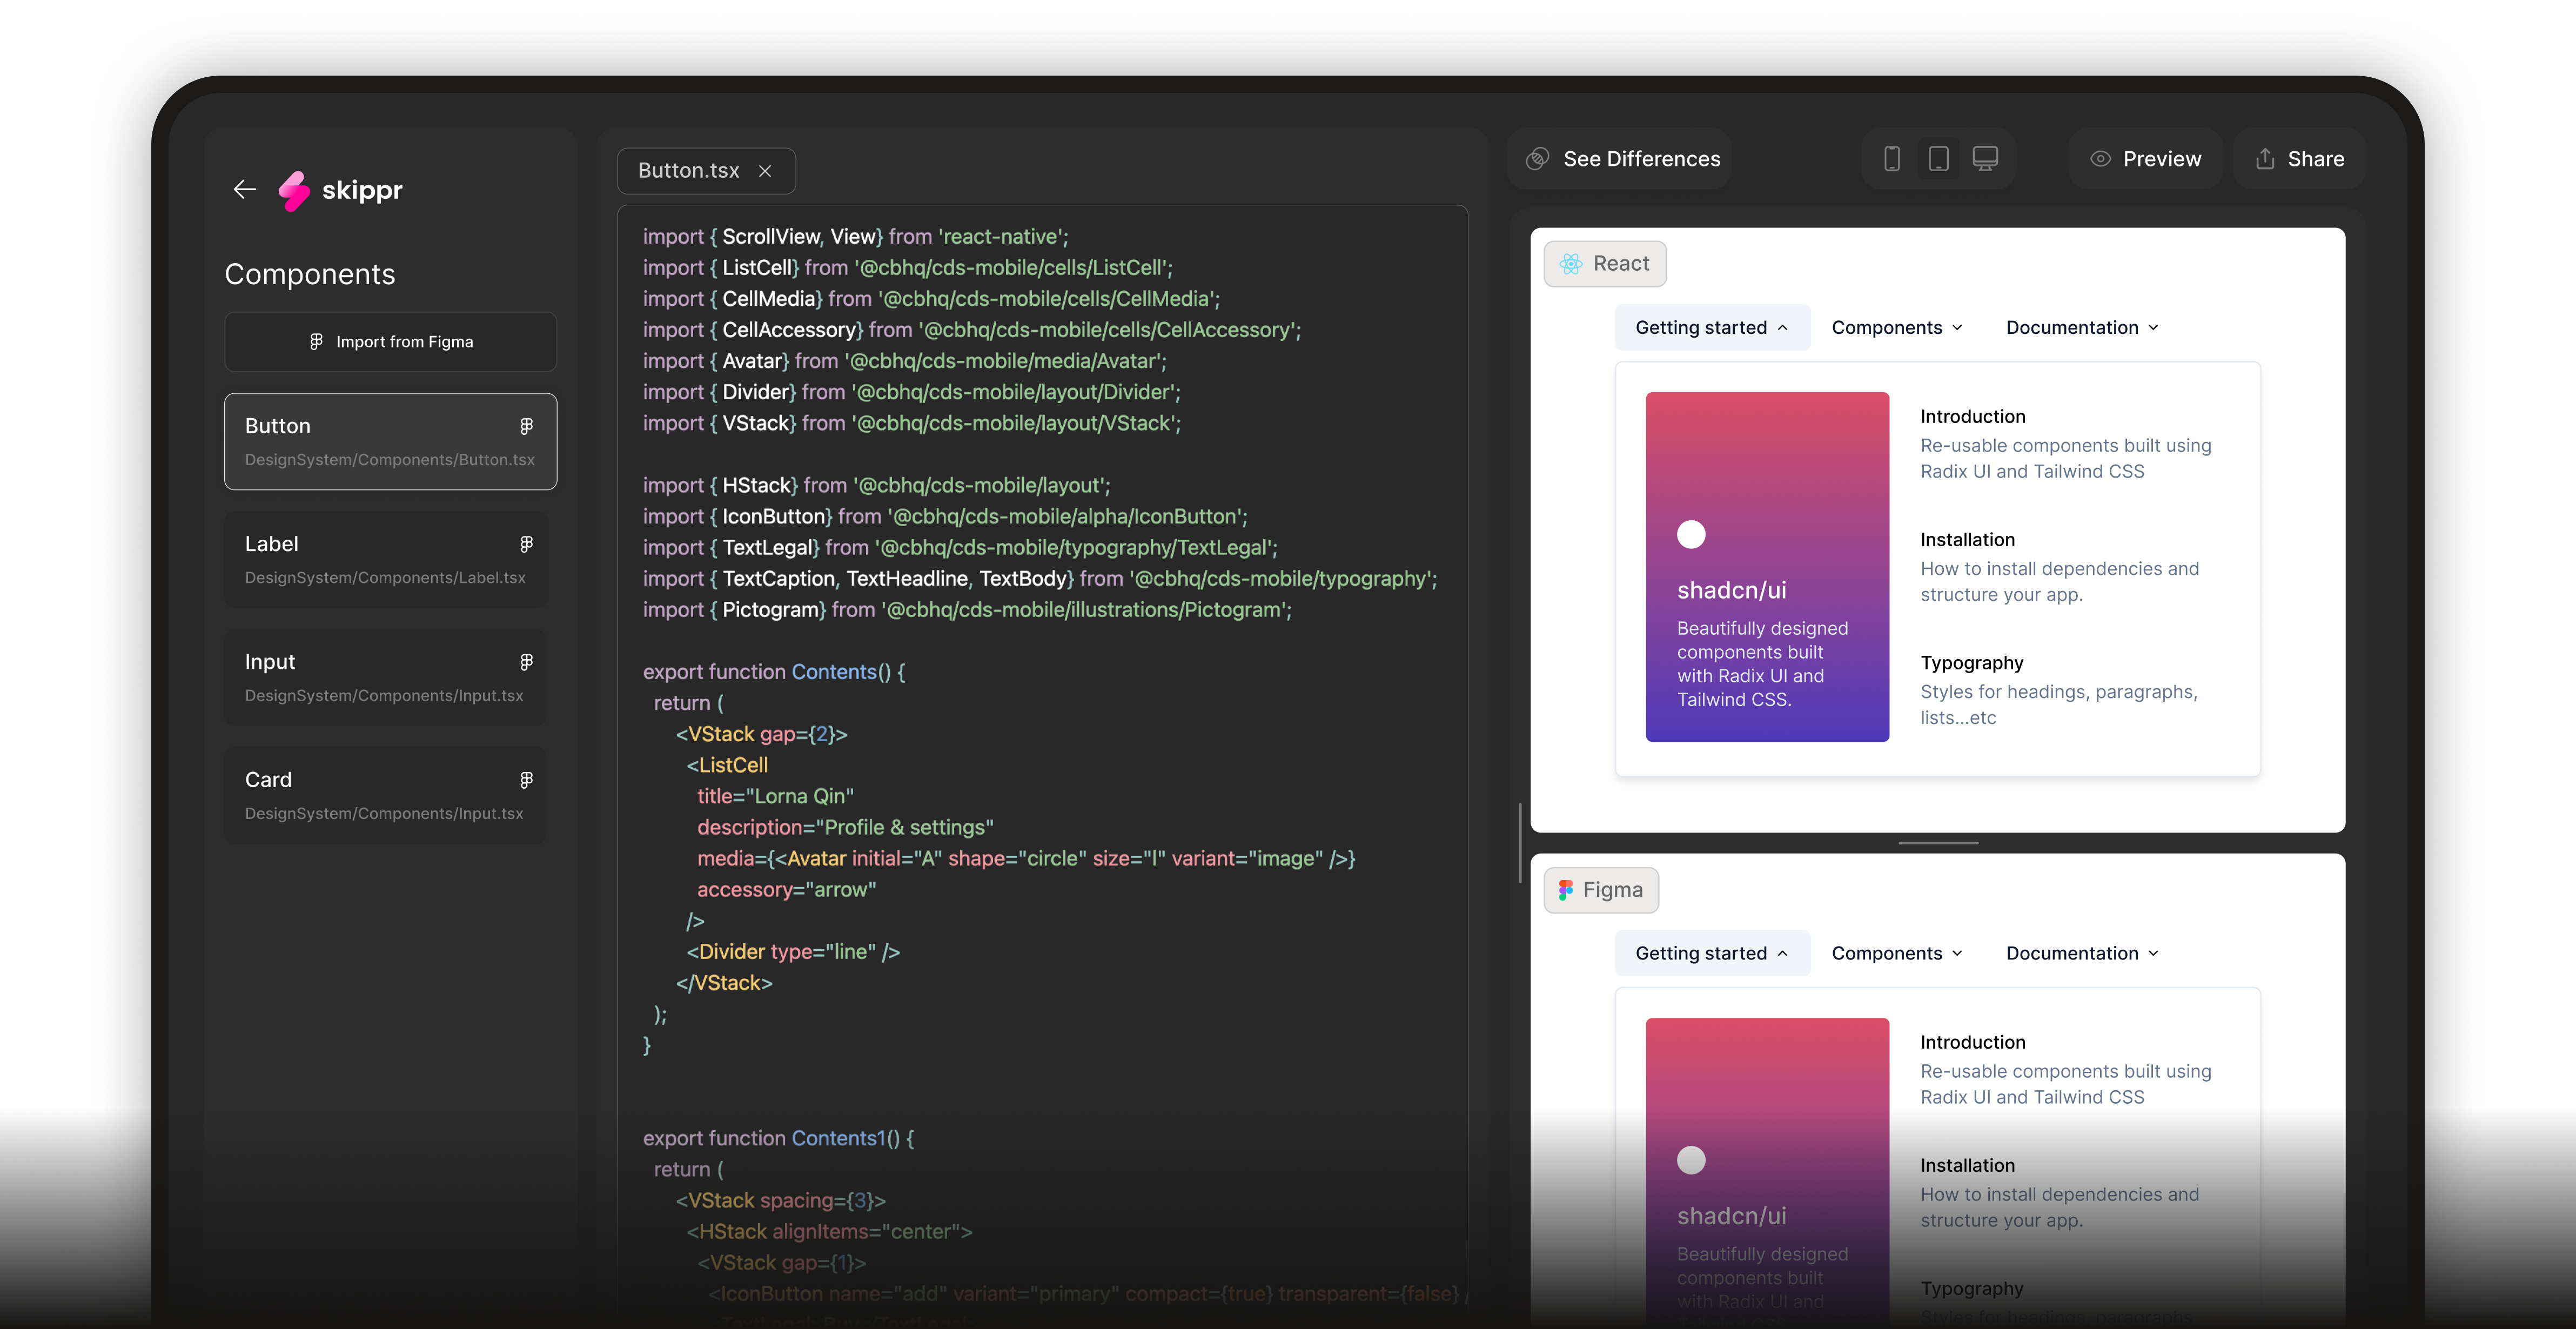 skippr
Components
Import from Figma
Button
DesignSystem/Components/Button.tsx
Label
DesignSystem/Components/Label.tsx
Input
DesignSystem/Components/Input.tsx
Card
DesignSystem/Components/Input.tsx
Button.tsx
import { ScrollView, View} from 'react-native';
import { ListCell} from '@cbhq/cds-mobile/cells/ListCell';
import { CellMedia} from '@cbhq/cds-mobile/cells/CellMedia';
import { CellAccessory} from '@cbhq/cds-mobile/cells/CellAccessory';
import { Avatar} from '@cbhq/cds-mobile/media/Avatar';
import { Divider} from '@cbhq/cds-mobile/layout/Divider';
import { VStack} from '@cbhq/cds-mobile/layout/VStack';
import { HStack} from '@cbhq/cds-mobile/layout';
import { IconButton} from '@cbhq/cds-mobile/alpha/IconButton';
import { TextLegal} from '@cbhq/cds-mobile/typography/TextLegal';
import { TextCaption, TextHeadline, TextBody} from '@cbhq/cds-mobile/typography';
import { Pictogram} from '@cbhq/cds-mobile/illustrations/Pictogram';
export function Contents() {
return (
<VStack gap={2}>
<ListCell
title="Lorna Qin"
description="Profile & settings"
media={<Avatar initial="A" shape="circle" size="l" variant="image" />}
accessory="arrow"
/>
<Divider type="line" />
</VStack>
);
}
export function Contents1() {
return (
<VStack spacing={3}>
<HStack alignItems="center">
<VStack gap={1}>
<IconButton name="add" variant="primary" compact={true} transparent={false} /
See Differences
Preview
Share
React
Getting started
Components
Documentation
shadcn/ui
Beautifully designed
components built
with Radix UI and
Tailwind CSS.
Introduction
Re-usable components built using
Radix UI and Tailwind CSS
Installation
How to install dependencies and
structure your app.
Typography
Styles for headings, paragraphs,
lists...etc
Figma
Getting started
Components
Documentation
shadcn/ui
Beautifully designed
components built
with Radix UI and
Introduction
Re-usable components built using
Radix UI and Tailwind CSS
Installation
How to install dependencies and
structure your app.
Typography
Styles for headings, paragraphs,